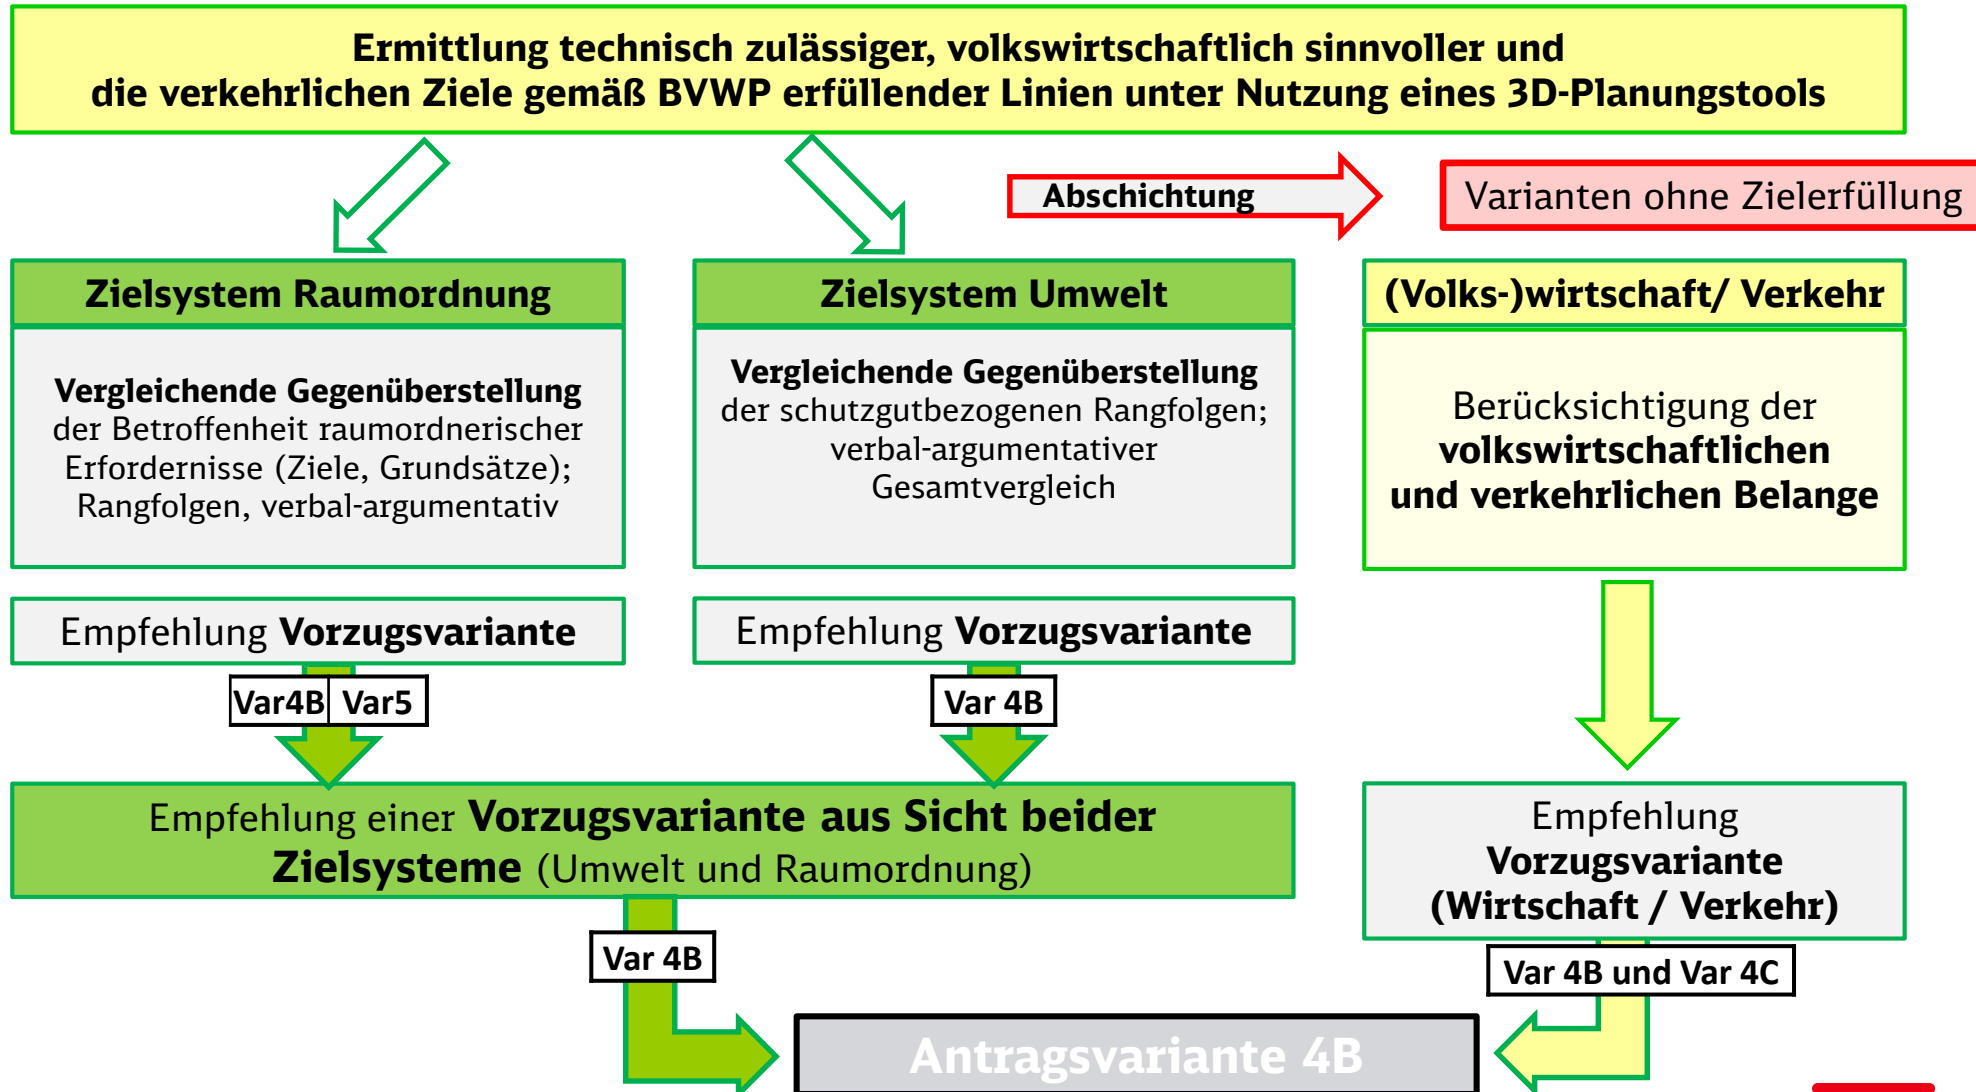 Ermittlung technisch zulässiger, volkswirtschaftlich sinnvoller und
die verkehrlichen Ziele gemäß BVWP erfüllender Linien unter Nutzung eines 3D-Planungstools
Abschichtung
Varianten ohne Zielerfüllung
Zielsystem Raumordnung
Vergleichende Gegenüberstellung
der Betroffenheit raumordnerischer
Erfordernisse (Ziele, Grundsätze);
Rangfolgen, verbal-argumentativ
Zielsystem Umwelt
Vergleichende Gegenüberstellung
der schutzgutbezogenen Rangfolgen;
verbal-argumentativer
Gesamtvergleich
(Volks-)wirtschaft/ Verkehr
Berücksichtigung der
volkswirtschaftlichen
und verkehrlichen Belange
Empfehlung Vorzugsvariante
Var4B Var5
Empfehlung Vorzugsvariante
Var 4B
Empfehlung einer Vorzugsvariante aus Sicht beider
Zielsysteme (Umwelt und Raumordnung)
Var 4B
Empfehlung
Vorzugsvariante
(Wirtschaft / Verkehr)
Var 4B und Var 4C
Antragsvariante 4B